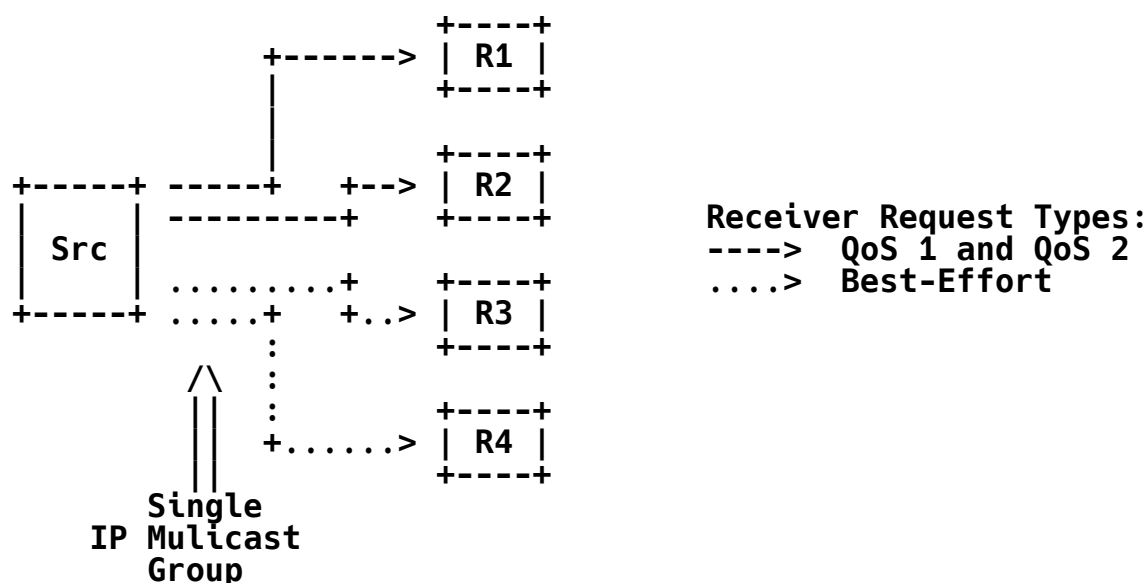 +----+
                    +------> | R1 |
                    |        +----+
                    |
                    |        +----+
+-----+ -----+   +--> | R2 |
|     | ---------+    +----+        Receiver Request Types:
| Src |                             ---->  QoS 1 and QoS 2
|     | .........+    +----+        ....>  Best-Effort
+-----+ .....+   +..> | R3 |
             :        +----+
         /\  :
         ||  :        +----+
         ||  +......> | R4 |
         ||           +----+
       Single
    IP Mulicast
       Group